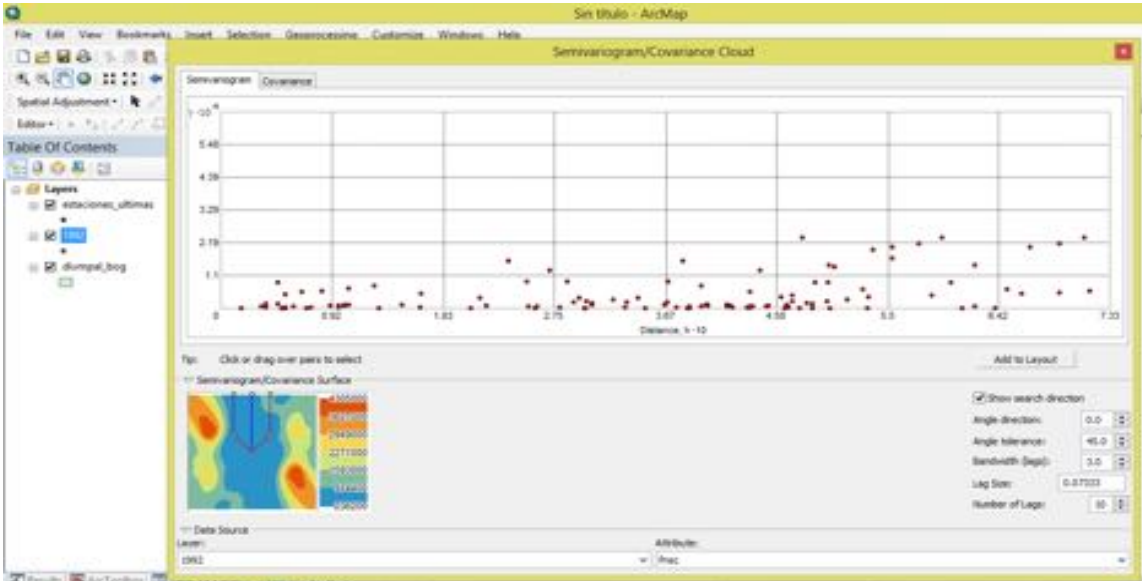 Sin título - ArcMap
File Edit View Bookmarks Insert Selection Geoprocessing Customize Windows Help
Semivariogram/Covariance Cloud
Semivariogram Covariance
Spatial Adjustment
Editor
Table Of Contents
Layers
estaciones_ultimas
1992
divmpal_bog
5.48
4.39
3.29
2.19
1.1
0 0.92 1.83 2.75 3.67 4.58 5.5 6.42 7.33
Distance, h ·10
Tip: Click or drag over pairs to select
Add to Layout
Semivariogram/Covariance Surface
Show search direction
Angle direction: 0.0
Angle tolerance: 45.0
Bandwidth (lags): 3.0
Lag Size: 0.07333
Number of Lags: 10
Data Source
Layer: Attribute:
1992 Prec
Results ArcToolbox